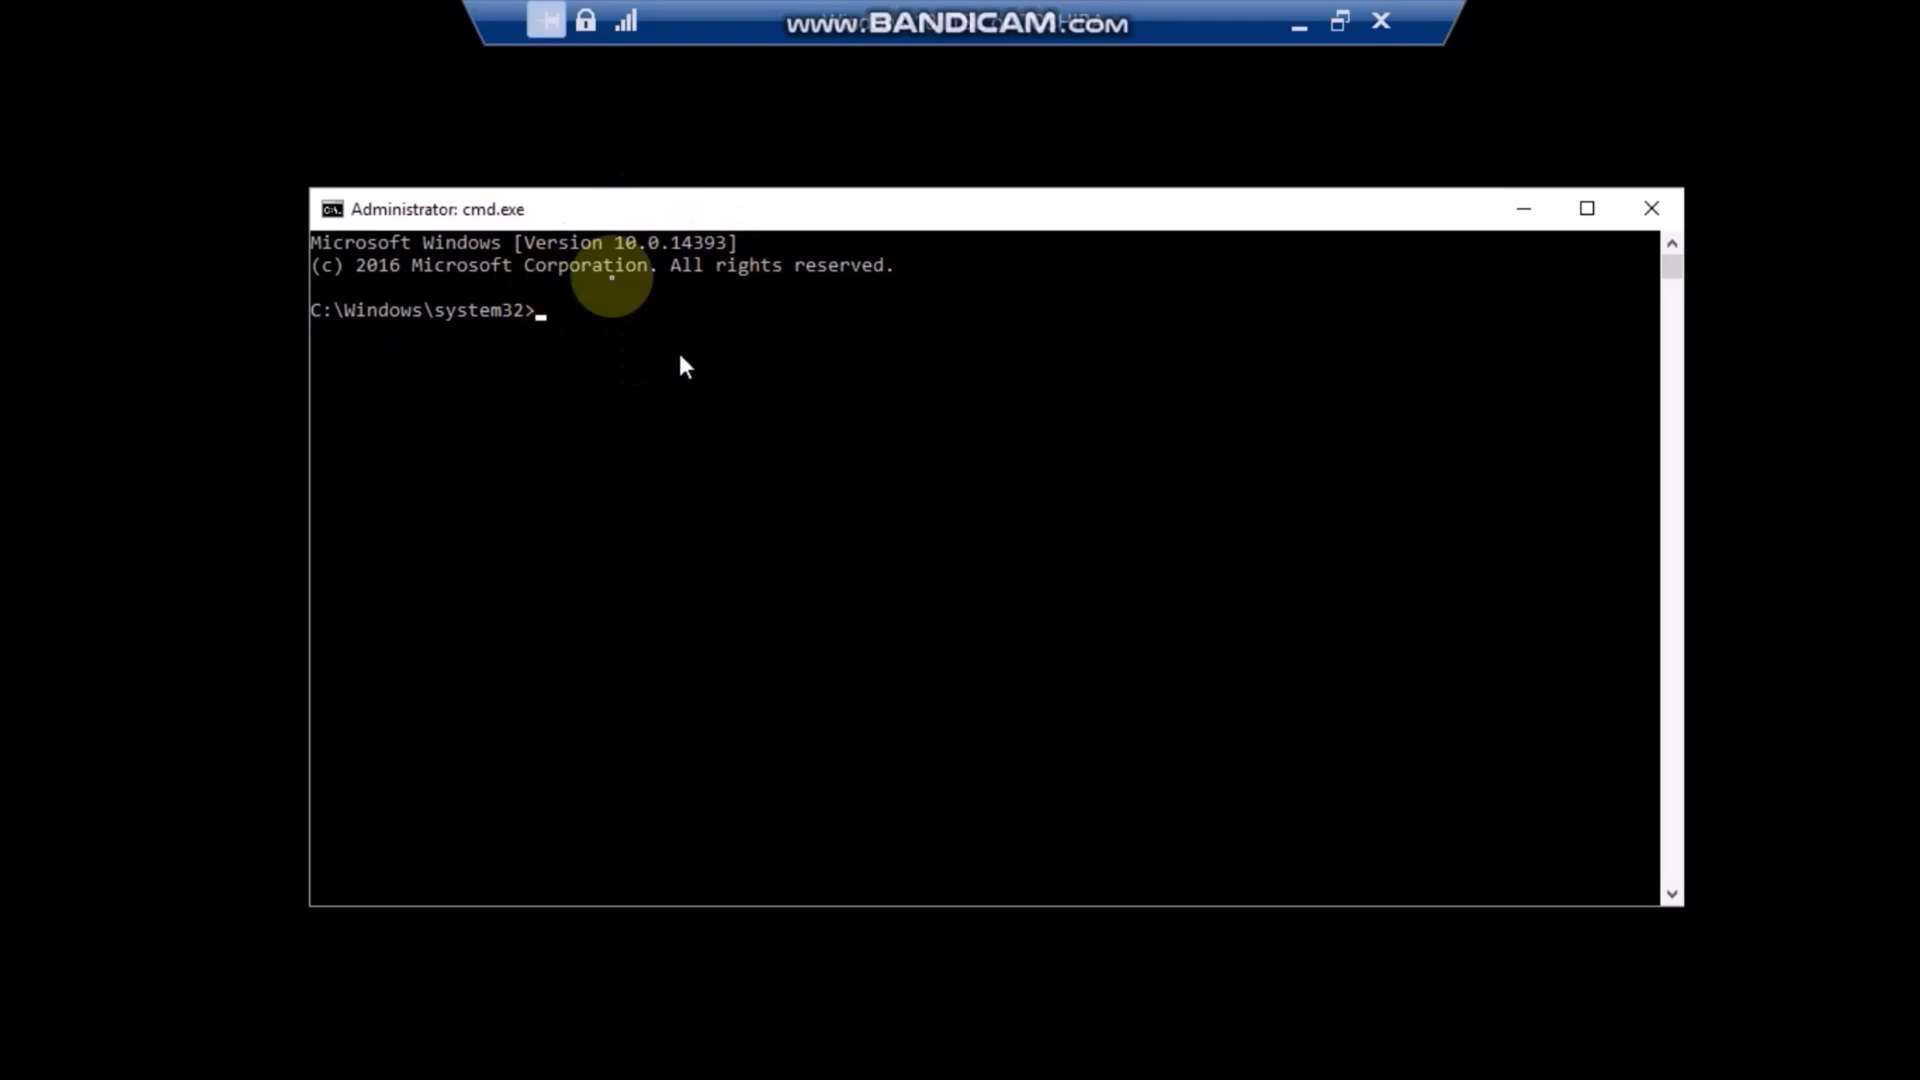 www.BANDICAM.com
Administrator: cmd.exe
Microsoft Windows [Version 10.0.14393]
(c) 2016 Microsoft Corporation. All rights reserved.
C:\Windows\system32>